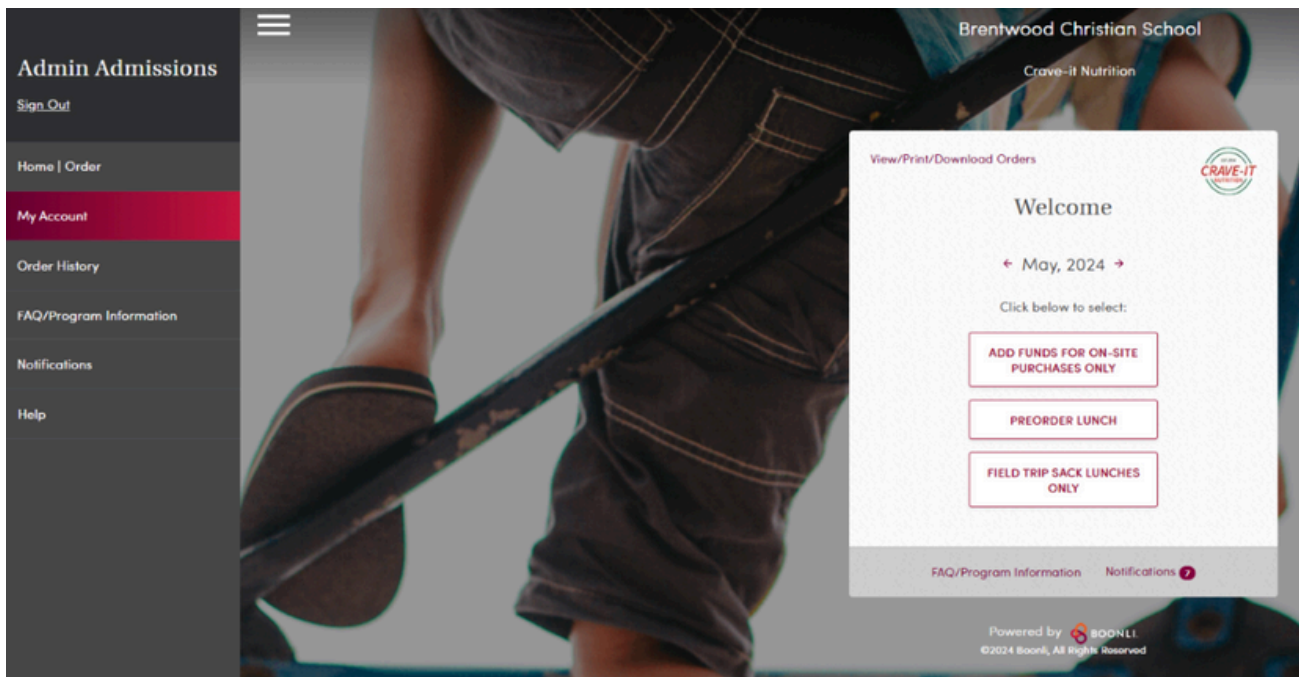 Admin Admissions
Sign Out
Home | Order
My Account
Order History
FAQ/Program Information
Notifications
Help
Brentwood Christian School
Crave-it Nutrition
View/Print/Download Orders
CRAVE-IT
NUTRITION
Welcome
← May, 2024 →
Click below to select:
ADD FUNDS FOR ON-SITE
PURCHASES ONLY
PREORDER LUNCH
FIELD TRIP SACK LUNCHES
ONLY
FAQ/Program Information Notifications 7
Powered by BOONLI.
©2024 Boonli, All Rights Reserved